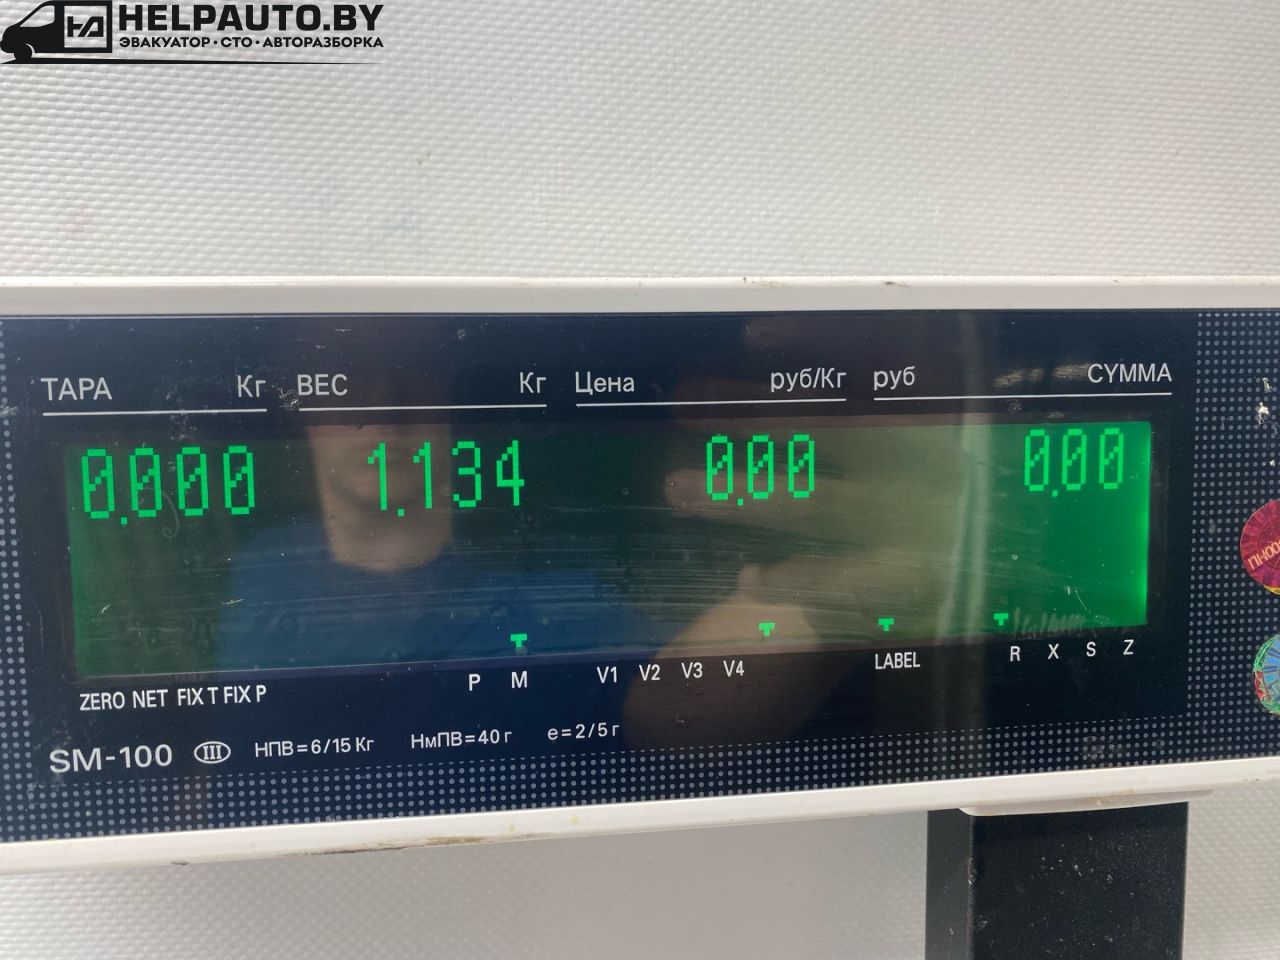 HELPAUTO.BY
ЭВАКУАТОР · СТО · АВТОРАЗБОРКА
ТАРА Кг ВЕС Кг Цена руб/Кг руб СУММА
0.000 1.134 0.00 0.00
ZERO NET FIX T FIX P P M V1 V2 V3 V4 LABEL R X S Z
SM-100 III НПВ=6/15 Кг НмПВ=40 г e=2/5 г